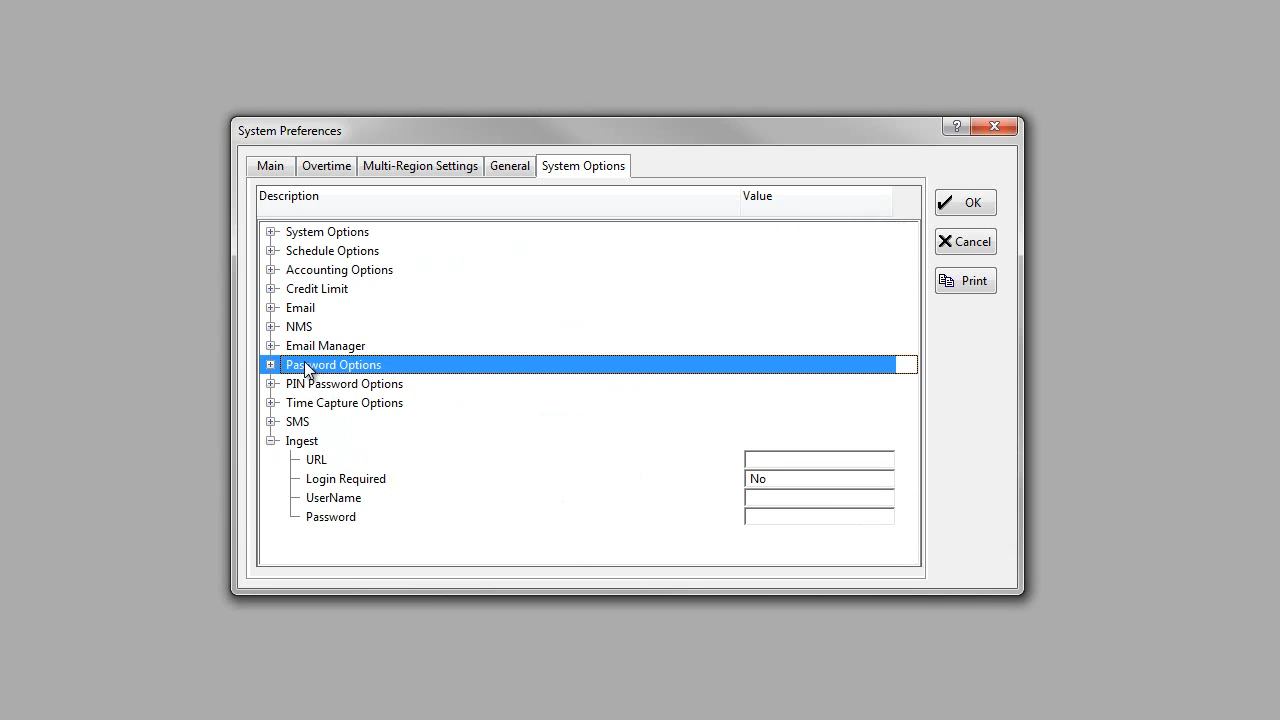 System Preferences
?
Main Overtime Multi-Region Settings General System Options
Description Value
OK
Cancel
Print
System Options
Schedule Options
Accounting Options
Credit Limit
Email
NMS
Email Manager
Password Options
PIN Password Options
Time Capture Options
SMS
Ingest
URL
Login Required No
UserName
Password